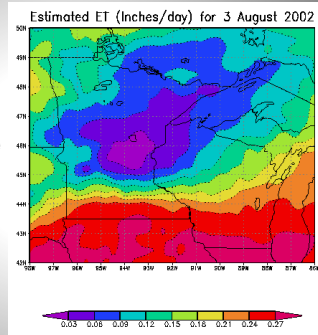 Estimated ET (Inches/day) for 3 August 2002
50N
49N
48N
47N
46N
45N
44N
43N
42N
98W 97W 96W 95W 94W 93W 92W 91W 90W 89W 88W 87W 86W
0.03 0.06 0.09 0.12 0.15 0.18 0.21 0.24 0.27